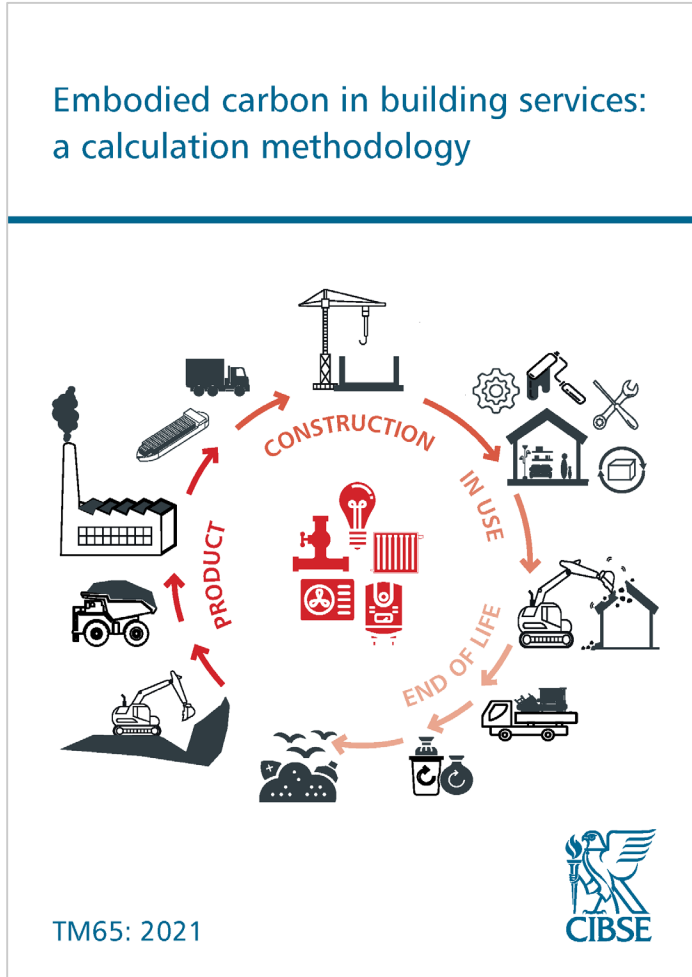 Embodied carbon in building services:
a calculation methodology
CONSTRUCTION
IN USE
PRODUCT
END OF LIFE
CIBSE
TM65: 2021